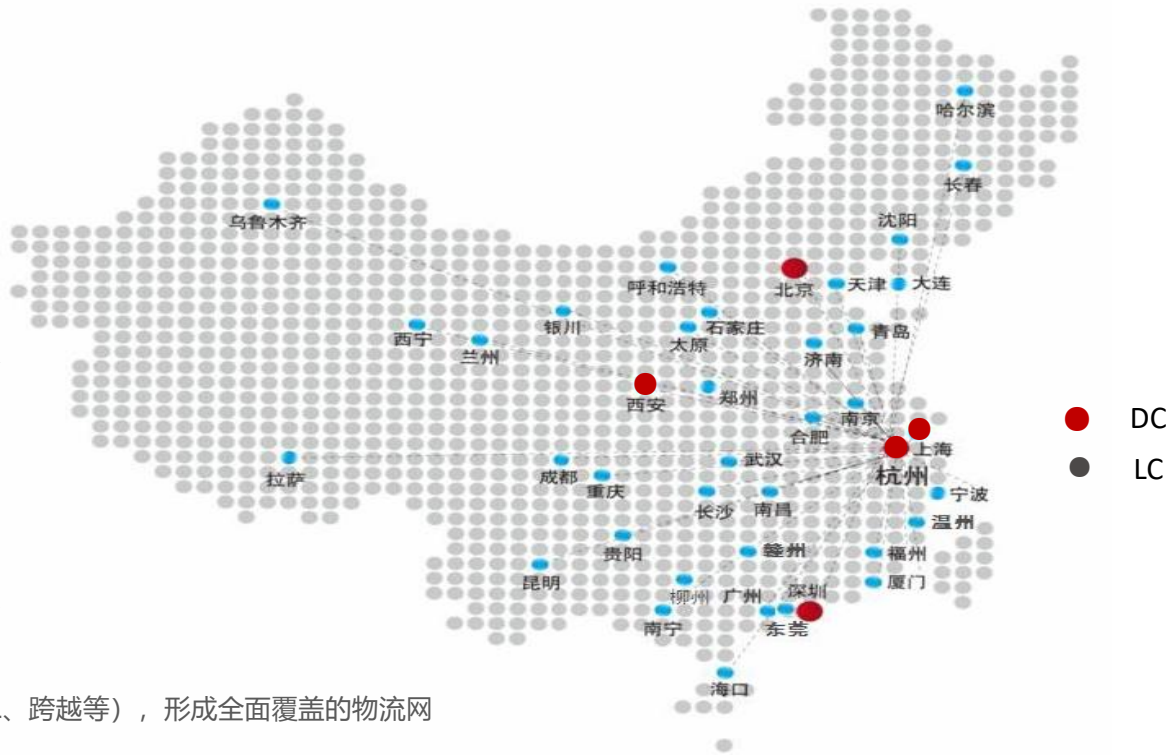 哈尔滨
长春
乌鲁木齐
沈阳
呼和浩特
北京
天津
大连
银川
石家庄
西宁
太原
青岛
兰州
济南
西安
郑州
南京
合肥
DC
上海
武汉
LC
拉萨
成都
杭州
重庆
宁波
长沙
南昌
温州
贵阳
赣州
福州
昆明
柳州
广州
深圳
厦门
南宁
东莞
海口
、跨越等），形成全面覆盖的物流网